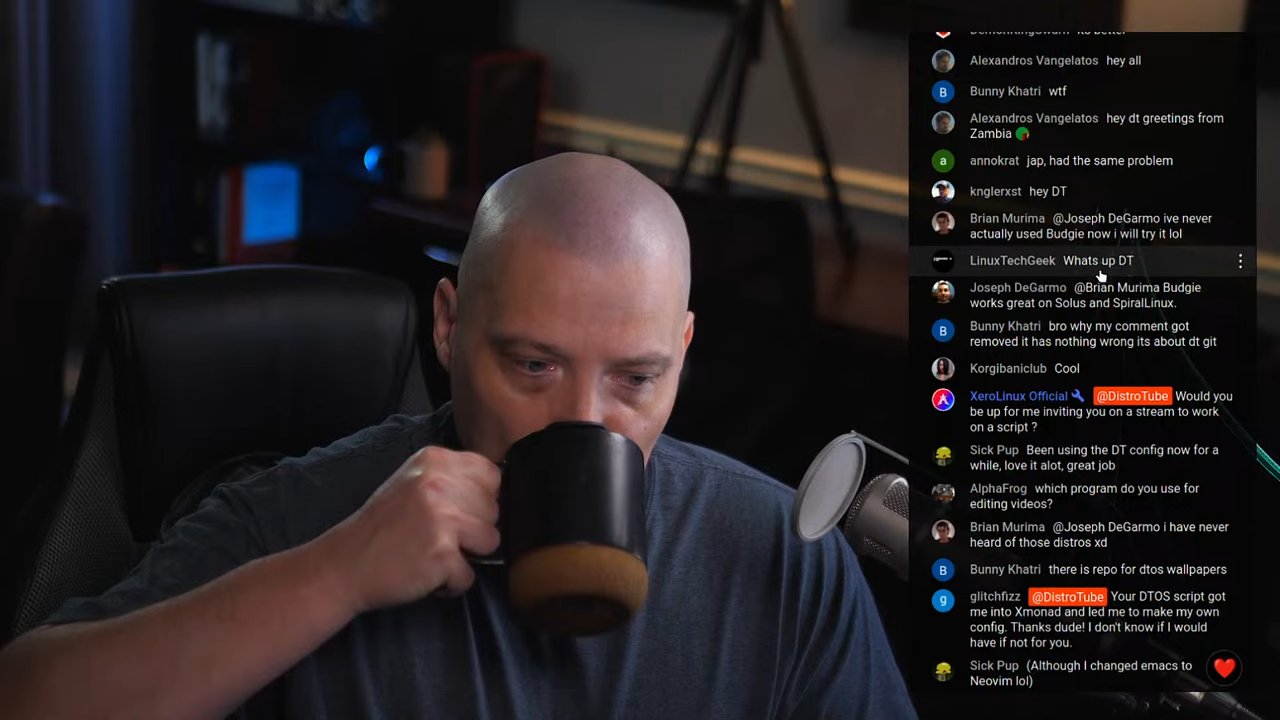 DemonKingSwarn its better
Alexandros Vangelatos hey all
B Bunny Khatri wtf
Alexandros Vangelatos hey dt greetings from
Zambia
a annokrat jap, had the same problem
knglerxst hey DT
Brian Murima @Joseph DeGarmo ive never
actually used Budgie now i will try it lol
LinuxTechGeek Whats up DT
Joseph DeGarmo @Brian Murima Budgie
works great on Solus and SpiralLinux.
B Bunny Khatri bro why my comment got
removed it has nothing wrong its about dt git
Korgibaniclub Cool
XeroLinux Official @DistroTube Would you
be up for me inviting you on a stream to work
on a script ?
Sick Pup Been using the DT config now for a
while, love it alot, great job
AlphaFrog which program do you use for
editing videos?
Brian Murima @Joseph DeGarmo i have never
heard of those distros xd
B Bunny Khatri there is repo for dtos wallpapers
g glitchfizz @DistroTube Your DTOS script got
me into Xmonad and led me to make my own
config. Thanks dude! I don't know if I would
have if not for you.
Sick Pup (Although I changed emacs to
Neovim lol)